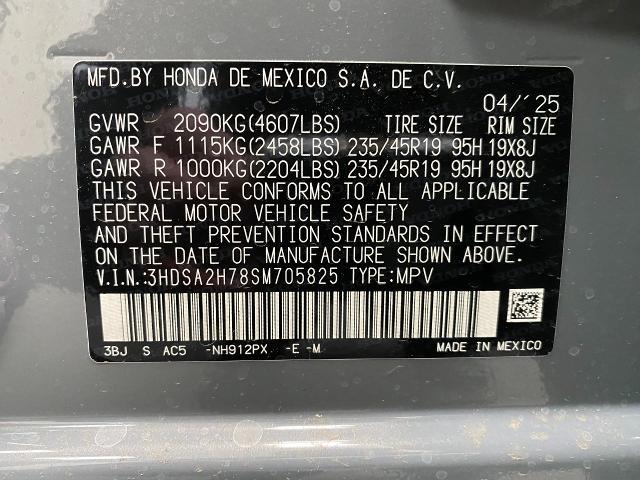 MFD.BY HONDA DE MEXICO S.A. DE C.V.
04/'25
GVWR 2090KG(4607LBS) TIRE SIZE RIM SIZE
GAWR F 1115KG(2458LBS) 235/45R19 95H 19X8J
GAWR R 1000KG(2204LBS) 235/45R19 95H 19X8J
THIS VEHICLE CONFORMS TO ALL APPLICABLE
FEDERAL MOTOR VEHICLE SAFETY
AND THEFT PREVENTION STANDARDS IN EFFECT
ON THE DATE OF MANUFACTURE SHOWN ABOVE.
V.I.N.:3HDSA2H78SM705825 TYPE:MPV
3BJ S AC5 -NH912PX -E -M MADE IN MEXICO